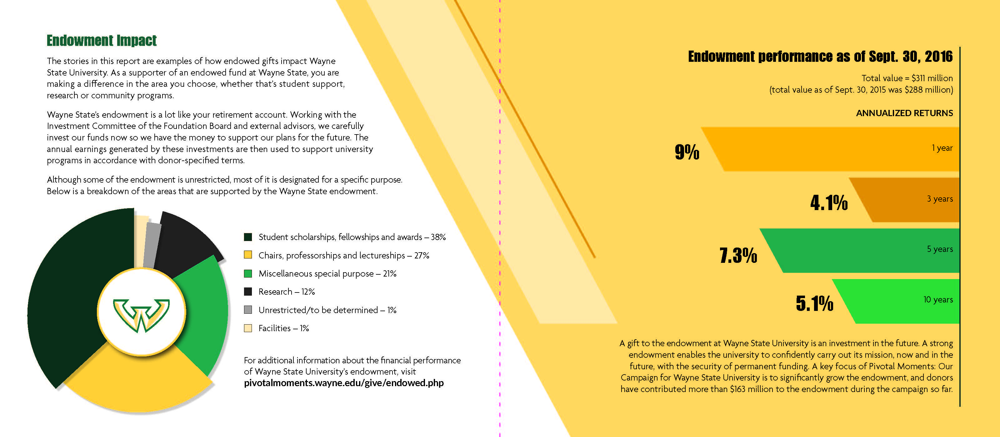 Endowment Impact
The stories in this report are examples of how endowed gifts impact Wayne
State University. As a supporter of an endowed fund at Wayne State, you are
making a difference in the area you choose, whether that's student support,
research or community programs.
Wayne State's endowment is a lot like your retirement account. Working with the
Investment Committee of the Foundation Board and external advisors, we carefully
invest our funds now so we have the money to support our plans for the future. The
annual earnings generated by these investments are then used to support university
programs in accordance with donor-specified terms.
Although some of the endowment is unrestricted, most of it is designated for a specific purpose.
Below is a breakdown of the areas that are supported by the Wayne State endowment.
Student scholarships, fellowships and awards – 38%
Chairs, professorships and lectureships – 27%
Miscellaneous special purpose – 21%
Research – 12%
Unrestricted/to be determined – 1%
Facilities – 1%
For additional information about the financial performance
of Wayne State University's endowment, visit
pivotalmoments.wayne.edu/give/endowed.php
Endowment performance as of Sept. 30, 2016
Total value = $311 million
(total value as of Sept. 30, 2015 was $288 million)
ANNUALIZED RETURNS
9% 1 year
4.1% 3 years
7.3% 5 years
5.1% 10 years
A gift to the endowment at Wayne State University is an investment in the future. A strong
endowment enables the university to confidently carry out its mission, now and in the
future, with the security of permanent funding. A key focus of Pivotal Moments: Our
Campaign for Wayne State University is to significantly grow the endowment, and donors
have contributed more than $163 million to the endowment during the campaign so far.